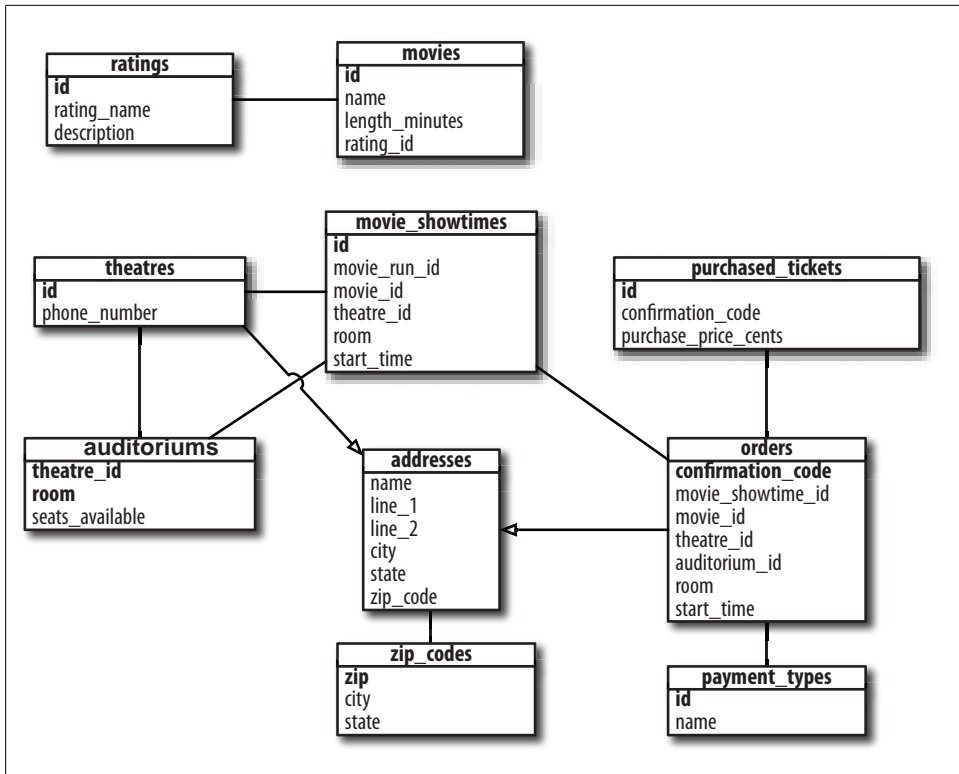 ratings
id
rating_name
description
movies
id
name
length_minutes
rating_id
movie_showtimes
id
movie_run_id
movie_id
theatre_id
room
start_time
theatres
id
phone_number
purchased_tickets
id
confirmation_code
purchase_price_cents
auditoriums
theatre_id
room
seats_available
addresses
name
line_1
line_2
city
state
zip_code
orders
confirmation_code
movie_showtime_id
movie_id
theatre_id
auditorium_id
room
start_time
zip_codes
zip
city
state
payment_types
id
name